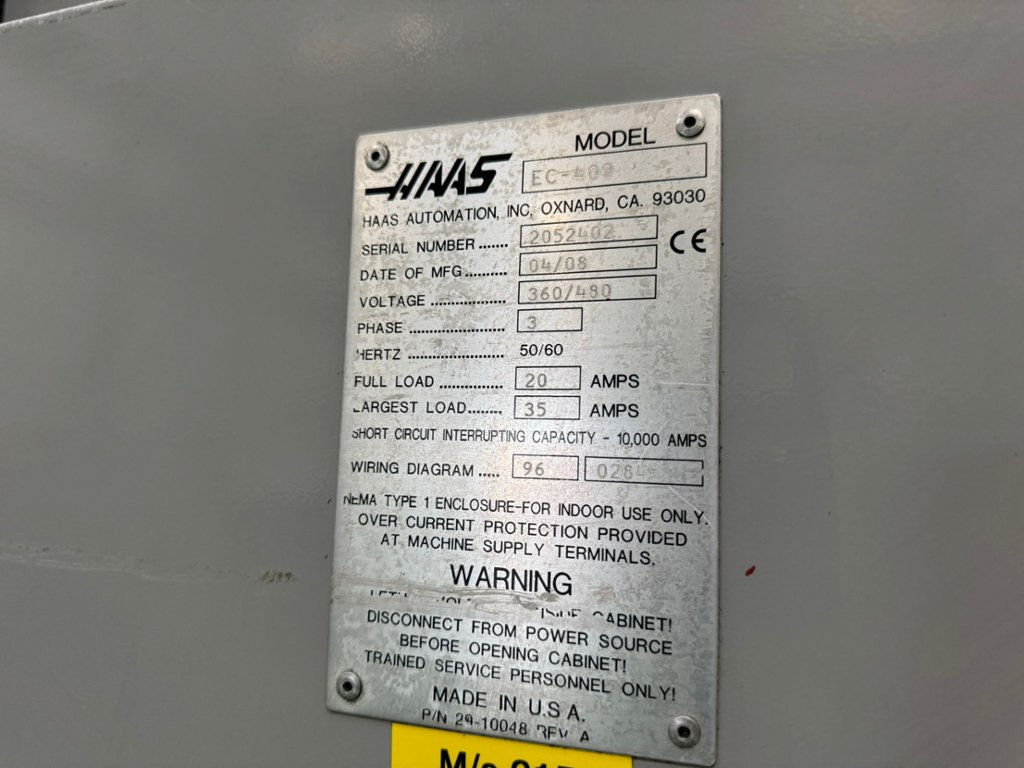 MODEL
HAAS EC-40
HAAS AUTOMATION, INC, OXNARD, CA. 93030
SERIAL NUMBER ....... 2052402
CE
DATE OF MFG.......... 04/08
VOLTAGE .................. 360/480
PHASE ....................... 3
HERTZ ....................... 50/60
FULL LOAD ............... 20 AMPS
LARGEST LOAD........ 35 AMPS
SHORT CIRCUIT INTERRUPTING CAPACITY - 10,000 AMPS
WIRING DIAGRAM ..... 96 0284
NEMA TYPE 1 ENCLOSURE-FOR INDOOR USE ONLY.
OVER CURRENT PROTECTION PROVIDED
AT MACHINE SUPPLY TERMINALS.
WARNING
CABINET!
DISCONNECT FROM POWER SOURCE
BEFORE OPENING CABINET!
TRAINED SERVICE PERSONNEL ONLY!
MADE IN U.S.A.
P/N 29-10048 REV A
M/c